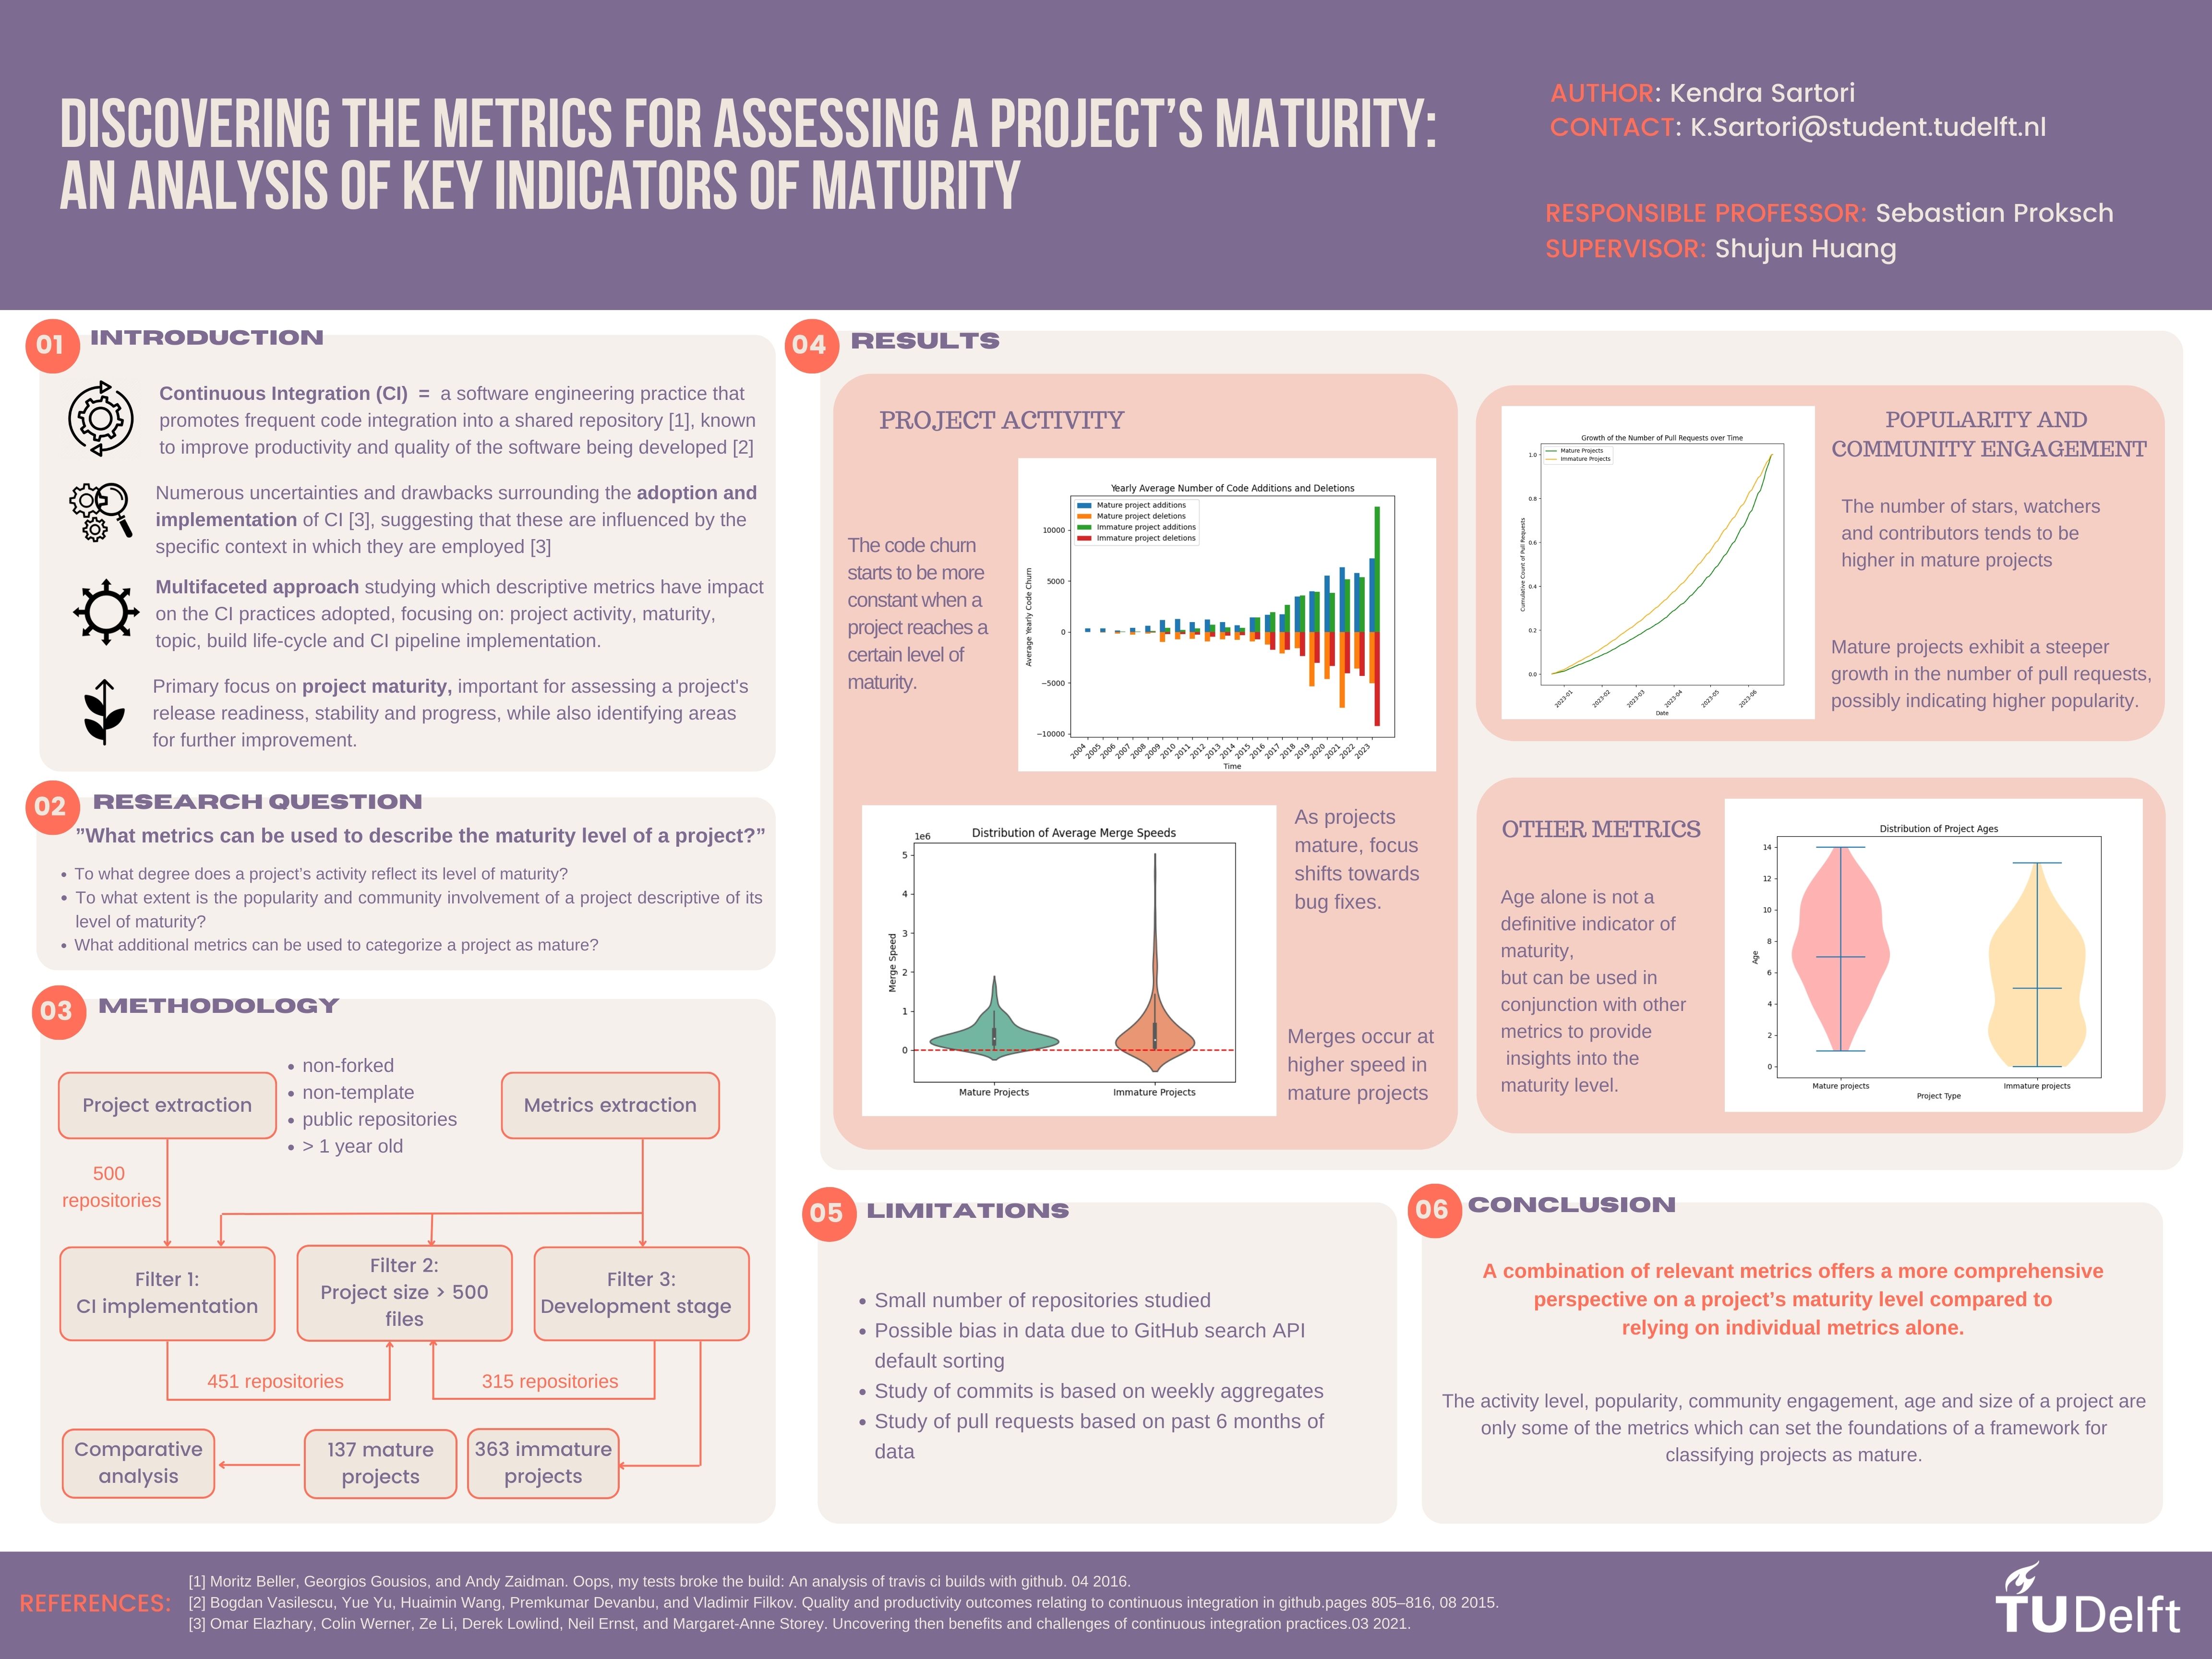 DISCOVERING THE METRICS FOR ASSESSING A PROJECT'S MATURITY:
AN ANALYSIS OF KEY INDICATORS OF MATURITY
AUTHOR: Kendra Sartori
CONTACT: K.Sartori@student.tudelft.nl
RESPONSIBLE PROFESSOR: Sebastian Proksch
SUPERVISOR: Shujun Huang
01 INTRODUCTION
Continuous Integration (CI) = a software engineering practice that
promotes frequent code integration into a shared repository [1], known
to improve productivity and quality of the software being developed [2]
Numerous uncertainties and drawbacks surrounding the adoption and
implementation of CI [3], suggesting that these are influenced by the
specific context in which they are employed [3]
Multifaceted approach studying which descriptive metrics have impact
on the CI practices adopted, focusing on: project activity, maturity,
topic, build life-cycle and CI pipeline implementation.
Primary focus on project maturity, important for assessing a project's
release readiness, stability and progress, while also identifying areas
for further improvement.
02 RESEARCH QUESTION
”What metrics can be used to describe the maturity level of a project?”
• To what degree does a project's activity reflect its level of maturity?
• To what extent is the popularity and community involvement of a project descriptive of its
level of maturity?
• What additional metrics can be used to categorize a project as mature?
03 METHODOLOGY
Project extraction
• non-forked
• non-template
• public repositories
• > 1 year old
Metrics extraction
500
repositories
Filter 1:
CI implementation
Filter 2:
Project size > 500
files
Filter 3:
Development stage
451 repositories
315 repositories
Comparative
analysis
137 mature
projects
363 immature
projects
04 RESULTS
PROJECT ACTIVITY
The code churn
starts to be more
constant when a
project reaches a
certain level of
maturity.
Yearly Average Number of Code Additions and Deletions
Mature project additions
Mature project deletions
Immature project additions
Immature project deletions
Average Yearly Code Churn
10000
5000
0
−5000
−10000
2004 2005 2006 2007 2008 2009 2010 2011 2012 2013 2014 2015 2016 2017 2018 2019 2020 2021 2022 2023
Time
1e6
Distribution of Average Merge Speeds
Merge Speed
5
4
3
2
1
0
Mature Projects Immature Projects
As projects
mature, focus
shifts towards
bug fixes.
Merges occur at
higher speed in
mature projects
Growth of the Number of Pull Requests over Time
Mature Projects
Immature Projects
Cumulative Count of Pull Requests
1.0
0.8
0.6
0.4
0.2
0.0
2023-01 2023-02 2023-03 2023-04 2023-05 2023-06
Date
POPULARITY AND
COMMUNITY ENGAGEMENT
The number of stars, watchers
and contributors tends to be
higher in mature projects
Mature projects exhibit a steeper
growth in the number of pull requests,
possibly indicating higher popularity.
OTHER METRICS
Age alone is not a
definitive indicator of
maturity,
but can be used in
conjunction with other
metrics to provide
insights into the
maturity level.
Distribution of Project Ages
Age
14
12
10
8
6
4
2
0
Mature projects Immature projects
Project Type
05 LIMITATIONS
• Small number of repositories studied
• Possible bias in data due to GitHub search API
default sorting
• Study of commits is based on weekly aggregates
• Study of pull requests based on past 6 months of
data
06 CONCLUSION
A combination of relevant metrics offers a more comprehensive
perspective on a project's maturity level compared to
relying on individual metrics alone.
The activity level, popularity, community engagement, age and size of a project are
only some of the metrics which can set the foundations of a framework for
classifying projects as mature.
REFERENCES:
[1] Moritz Beller, Georgios Gousios, and Andy Zaidman. Oops, my tests broke the build: An analysis of travis ci builds with github. 04 2016.
[2] Bogdan Vasilescu, Yue Yu, Huaimin Wang, Premkumar Devanbu, and Vladimir Filkov. Quality and productivity outcomes relating to continuous integration in github.pages 805–816, 08 2015.
[3] Omar Elazhary, Colin Werner, Ze Li, Derek Lowlind, Neil Ernst, and Margaret-Anne Storey. Uncovering then benefits and challenges of continuous integration practices.03 2021.
TU Delft